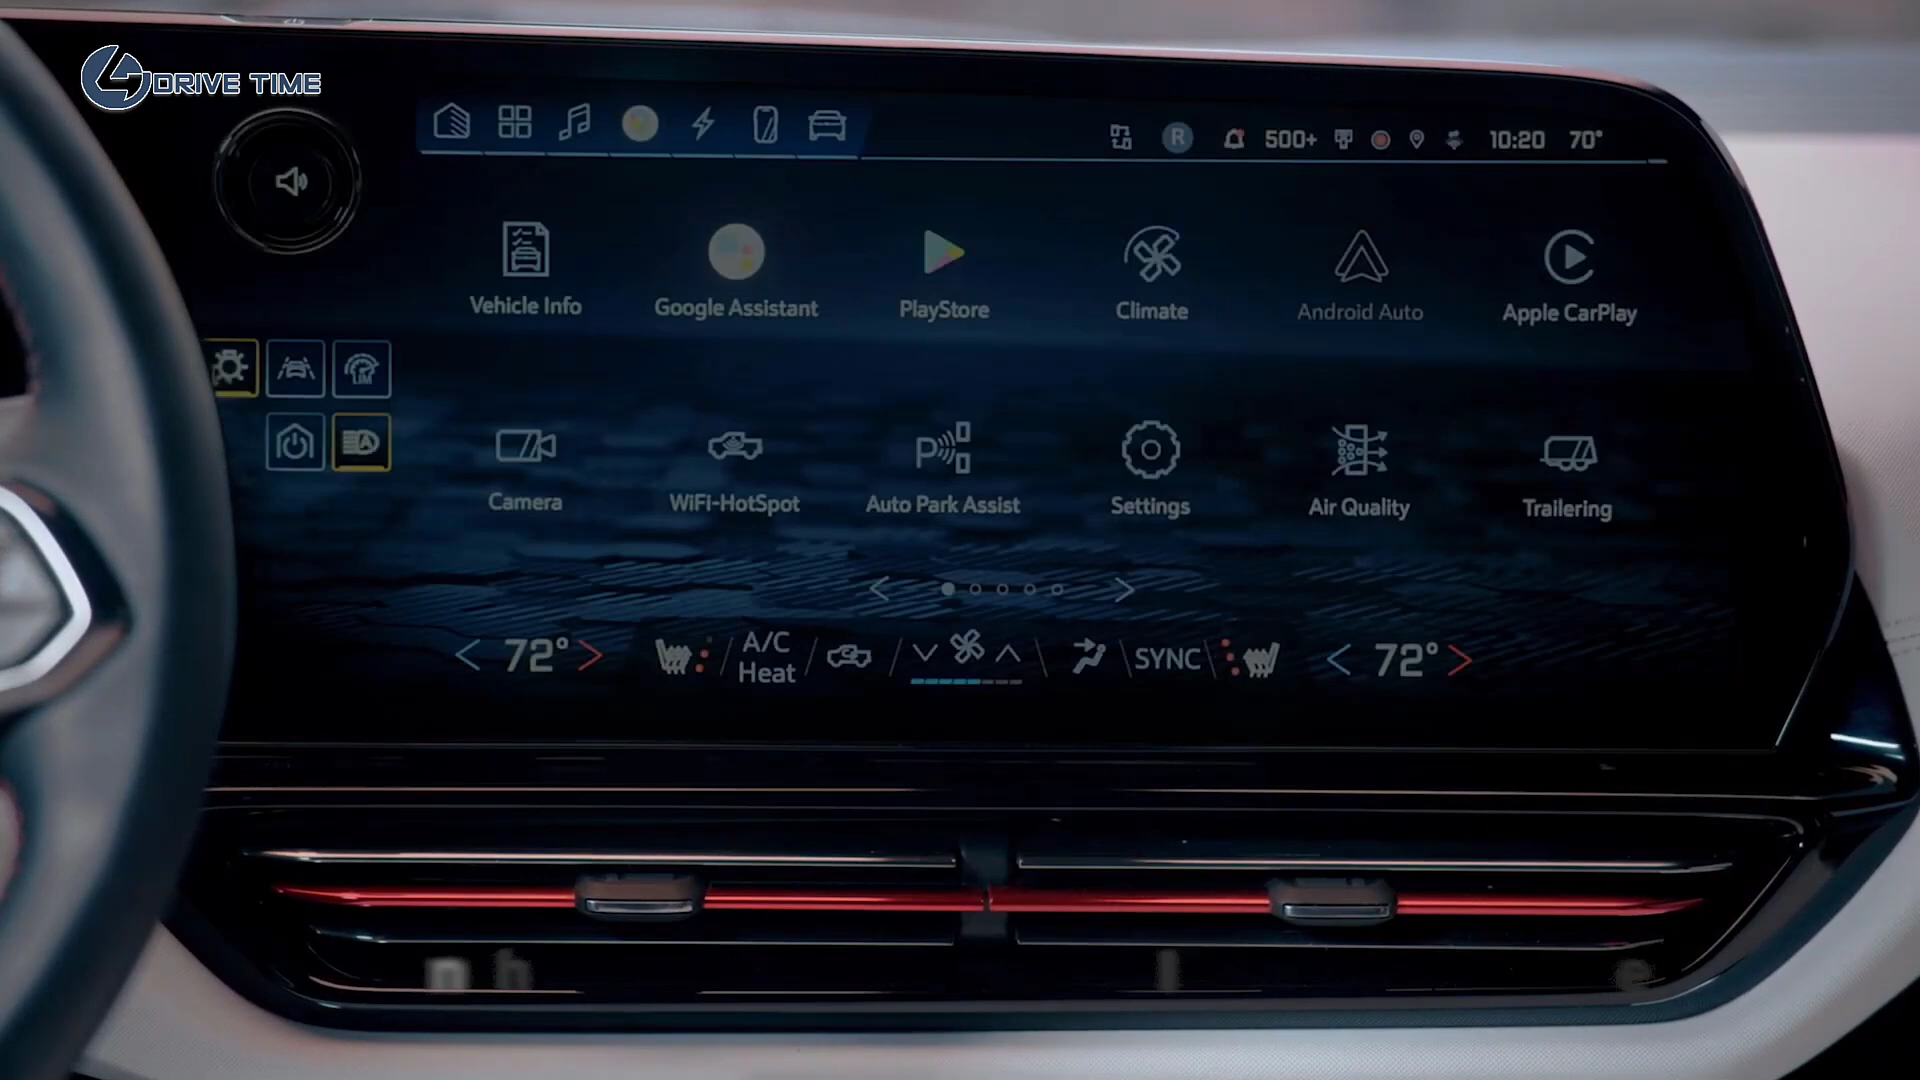 DRIVE TIME
R 500+ 10:20 70°
Vehicle Info Google Assistant PlayStore Climate Android Auto Apple CarPlay
LIM
A
P
Camera WiFi-HotSpot Auto Park Assist Settings Air Quality Trailering
72° A/C Heat SYNC 72°
n h l e